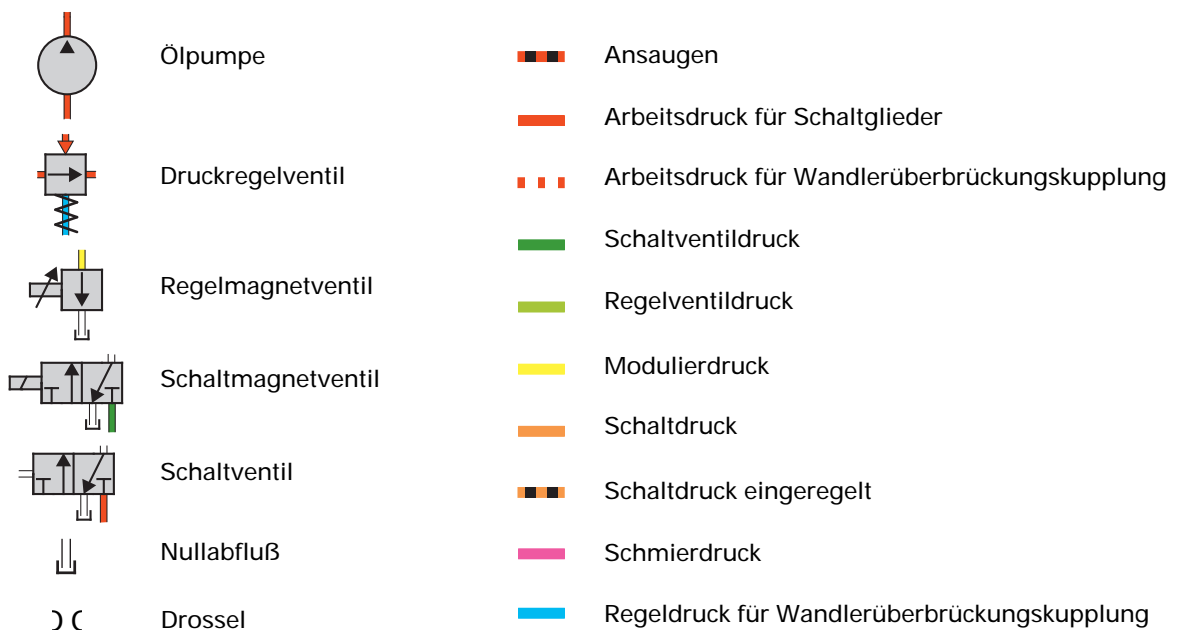 Ölpumpe
Druckregelventil
Regelmagnetventil
Schaltmagnetventil
Schaltventil
Nullabfluß
Drossel
Ansaugen
Arbeitsdruck für Schaltglieder
Arbeitsdruck für Wandlerüberbrückungskupplung
Schaltventildruck
Regelventildruck
Modulierdruck
Schaltdruck
Schaltdruck eingeregelt
Schmierdruck
Regeldruck für Wandlerüberbrückungskupplung